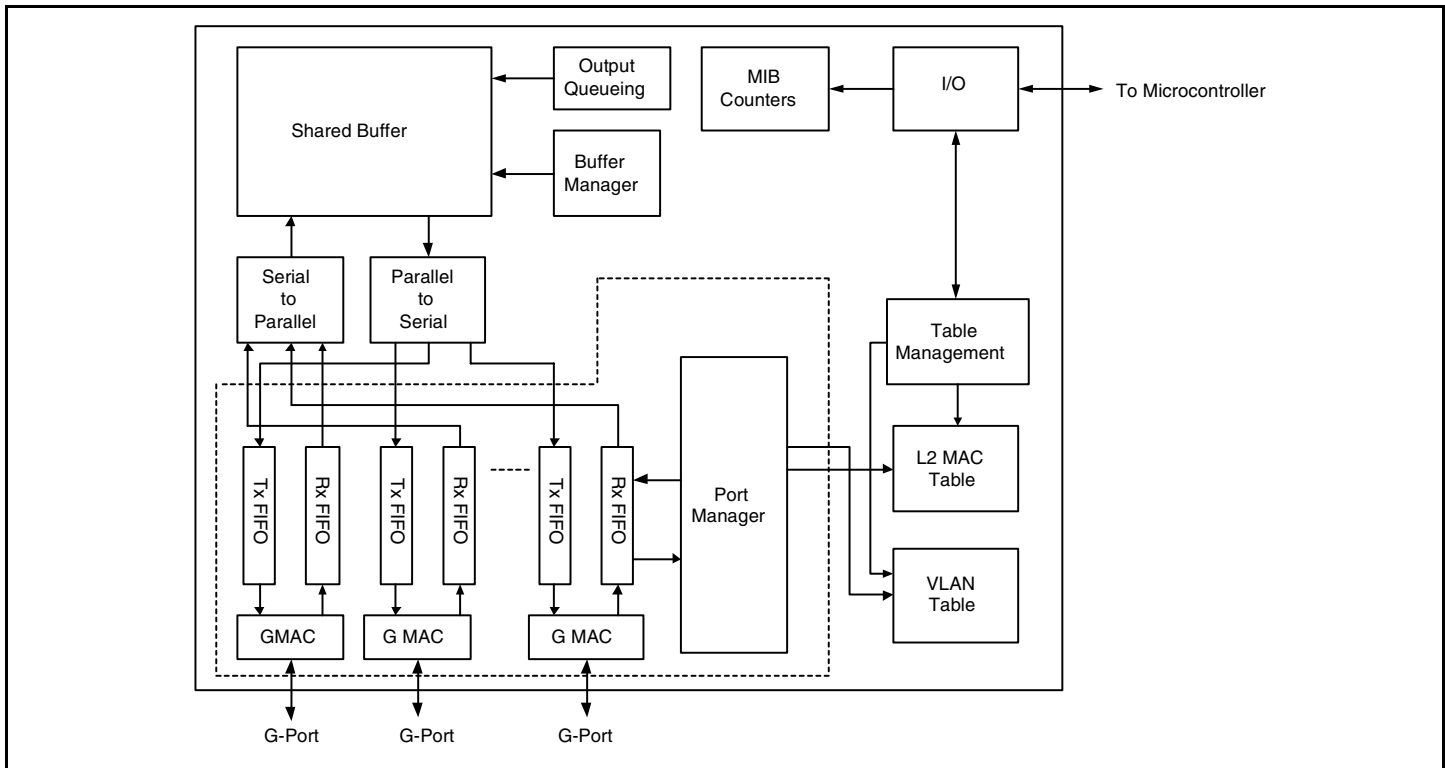 Output
Queueing
MIB
Counters
I/O
To Microcontroller
Shared Buffer
Buffer
Manager
Serial
to
Parallel
Parallel
to
Serial
Table
Management
Tx FIFO
Rx FIFO
Tx FIFO
Rx FIFO
Tx FIFO
Rx FIFO
Port
Manager
L2 MAC
Table
VLAN
Table
GMAC
G MAC
G MAC
G-Port
G-Port
G-Port